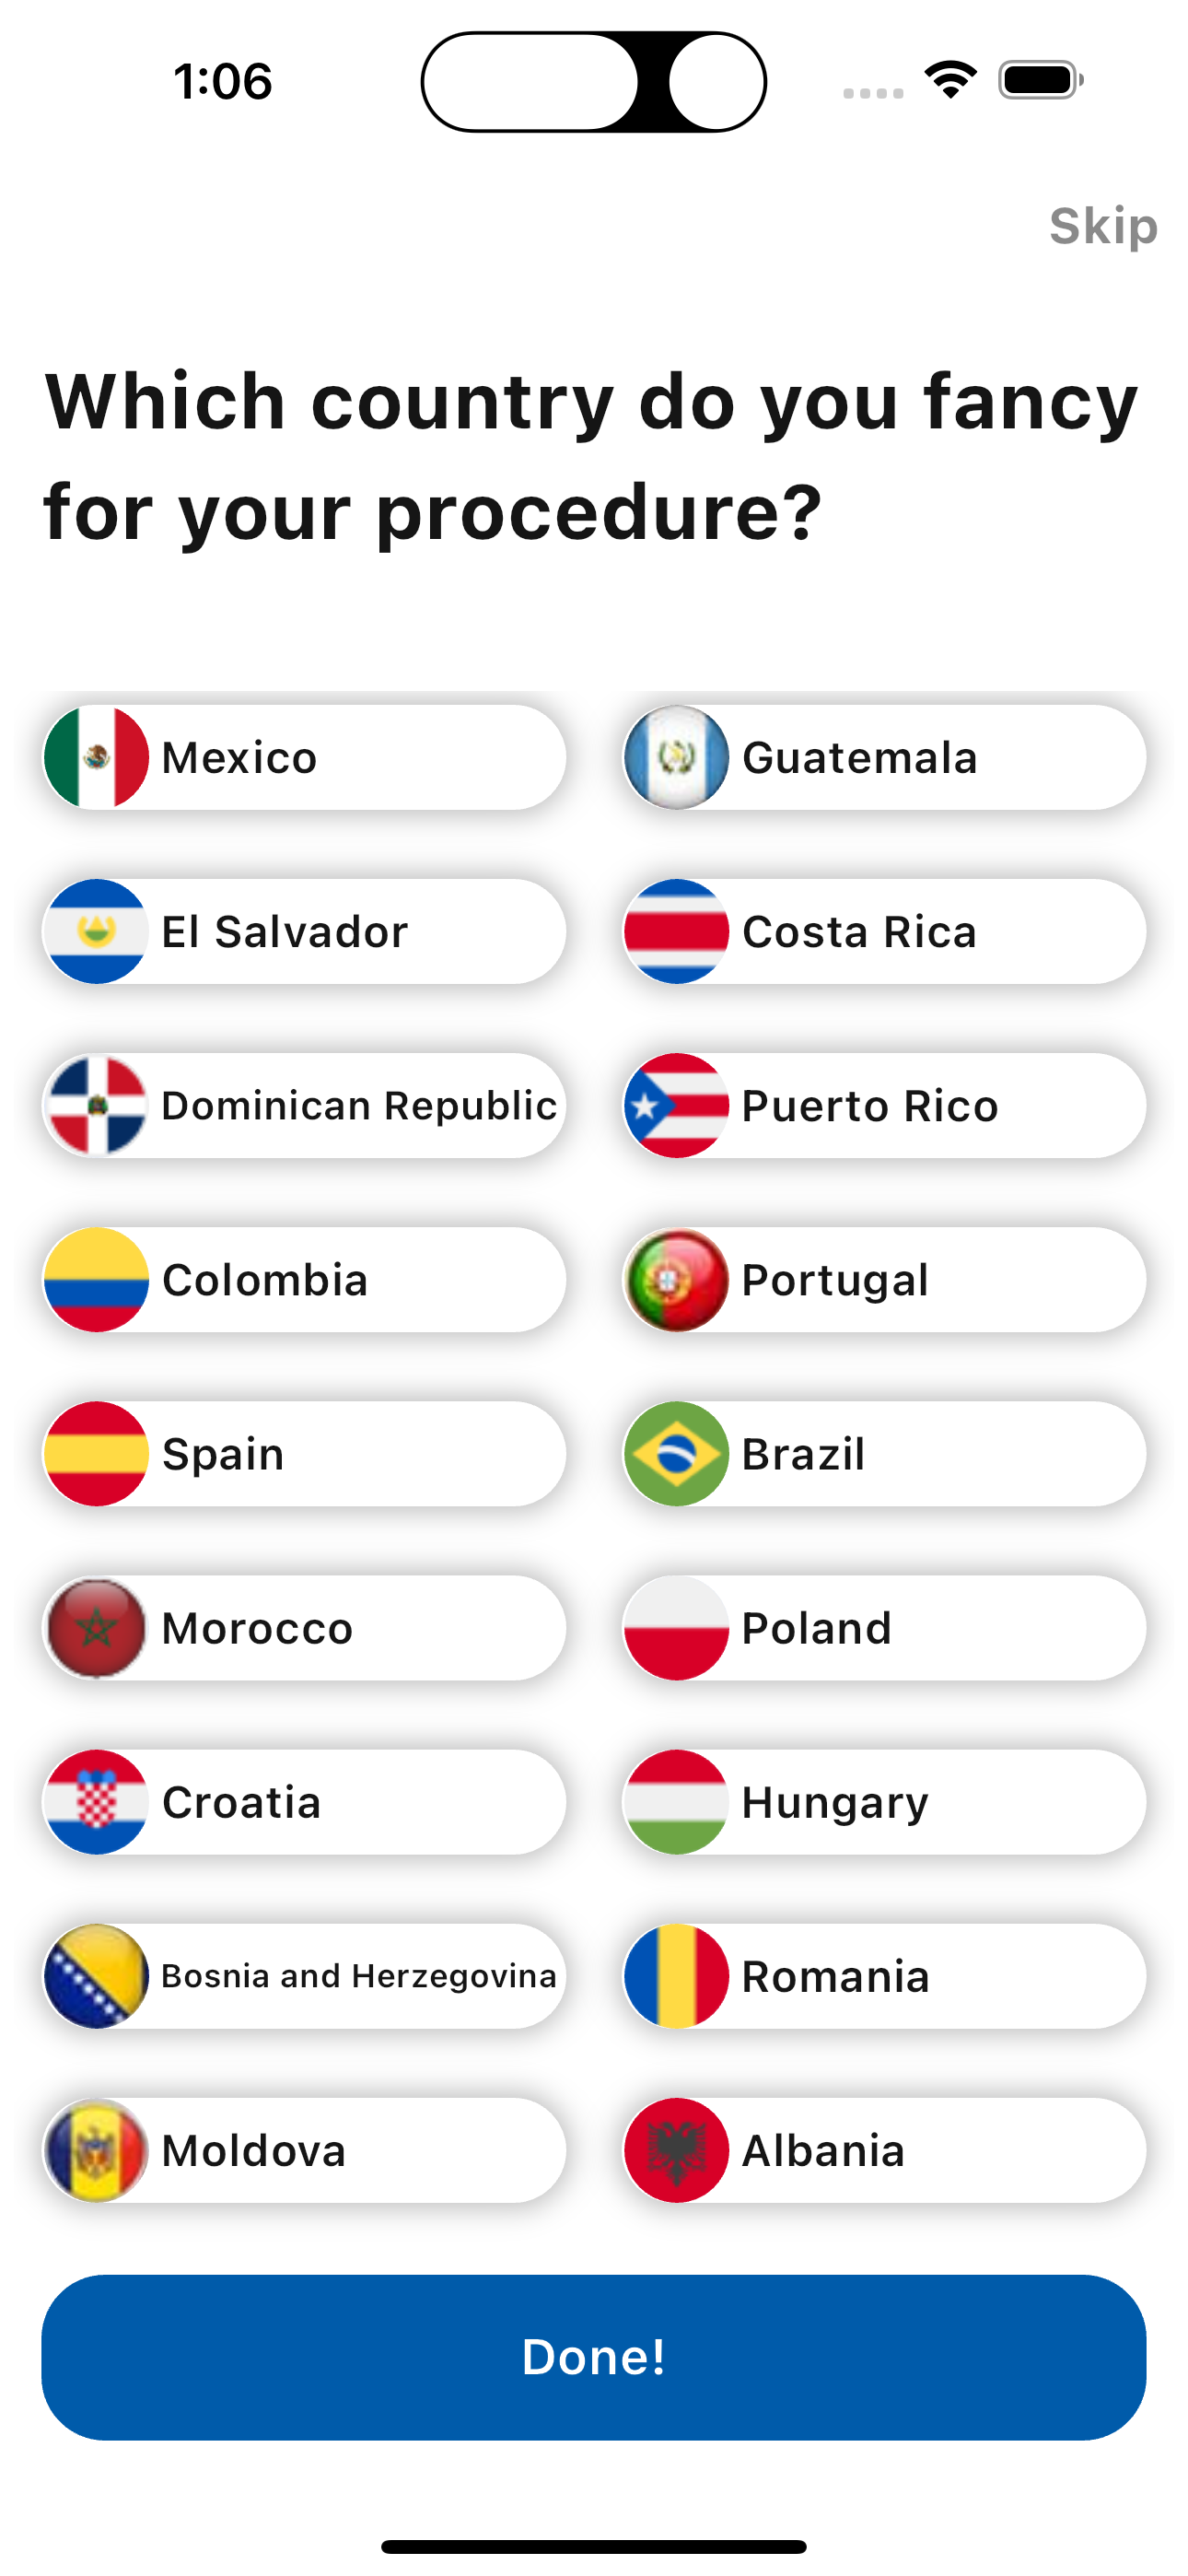 1:06
Skip
Which country do you fancy
for your procedure?
Mexico
Guatemala
El Salvador
Costa Rica
Dominican Republic
Puerto Rico
Colombia
Portugal
Spain
Brazil
Morocco
Poland
Croatia
Hungary
Bosnia and Herzegovina
Romania
Moldova
Albania
Done!